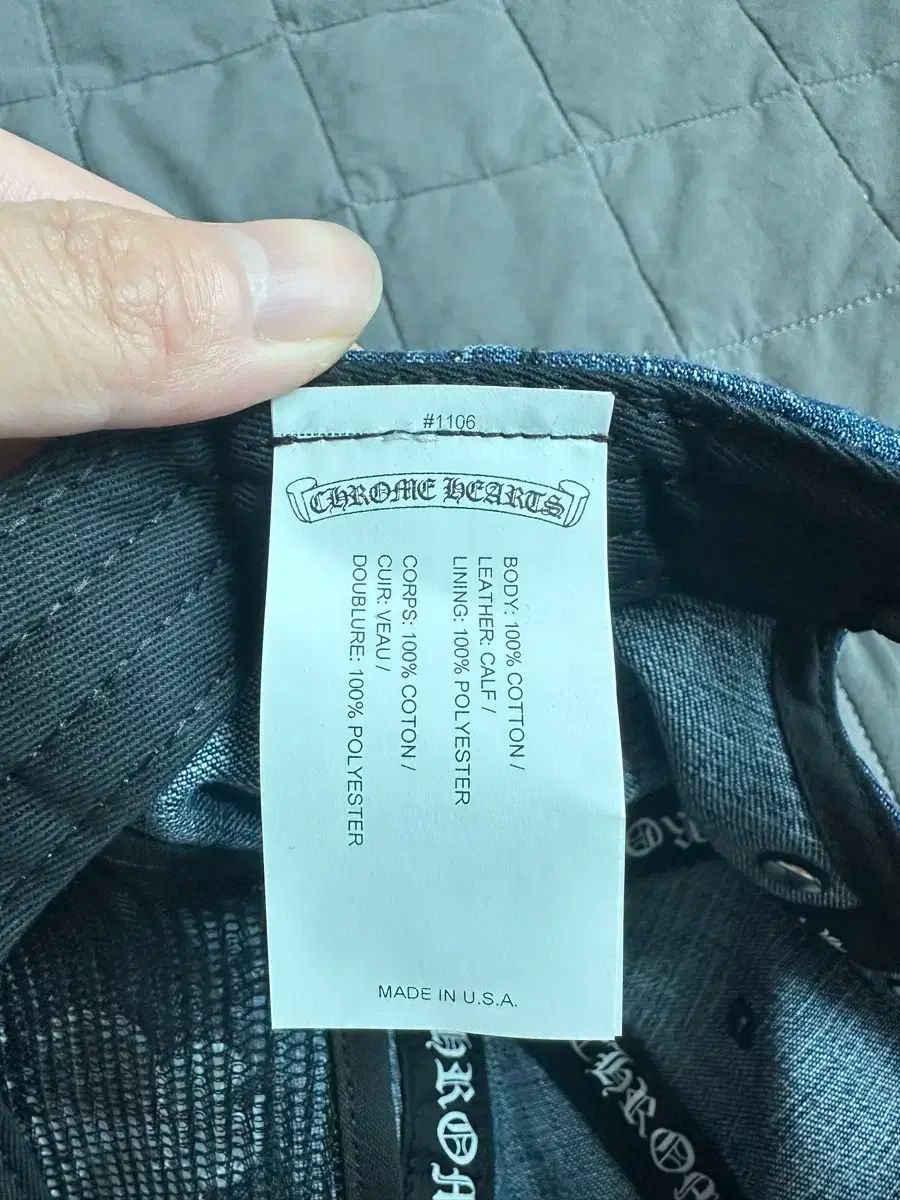 #1106
CHROME HEARTS
BODY: 100% COTTON /
LEATHER: CALF /
LINING: 100% POLYESTER
CORPS: 100% COTON /
CUIR: VEAU /
DOUBLURE: 100% POLYESTER
MADE IN U.S.A.